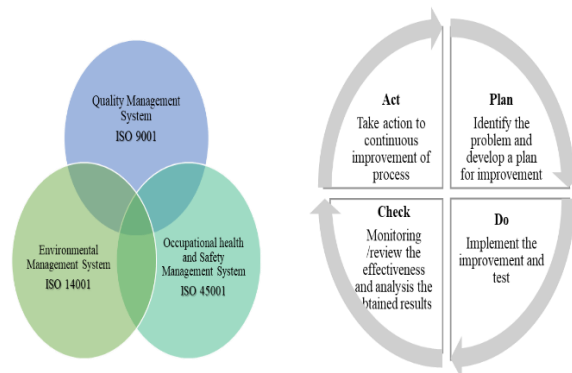 Quality Management
System
ISO 9001
Environmental
Management System
ISO 14001
Occupational health
and Safety
Management System
ISO 45001
Act
Take action to
continuous
improvement of
process
Plan
Identify the
problem and
develop a plan
for improvement
Check
Monitoring
/review the
effectiveness
and analysis the
obtained results
Do
Implement the
improvement and
test